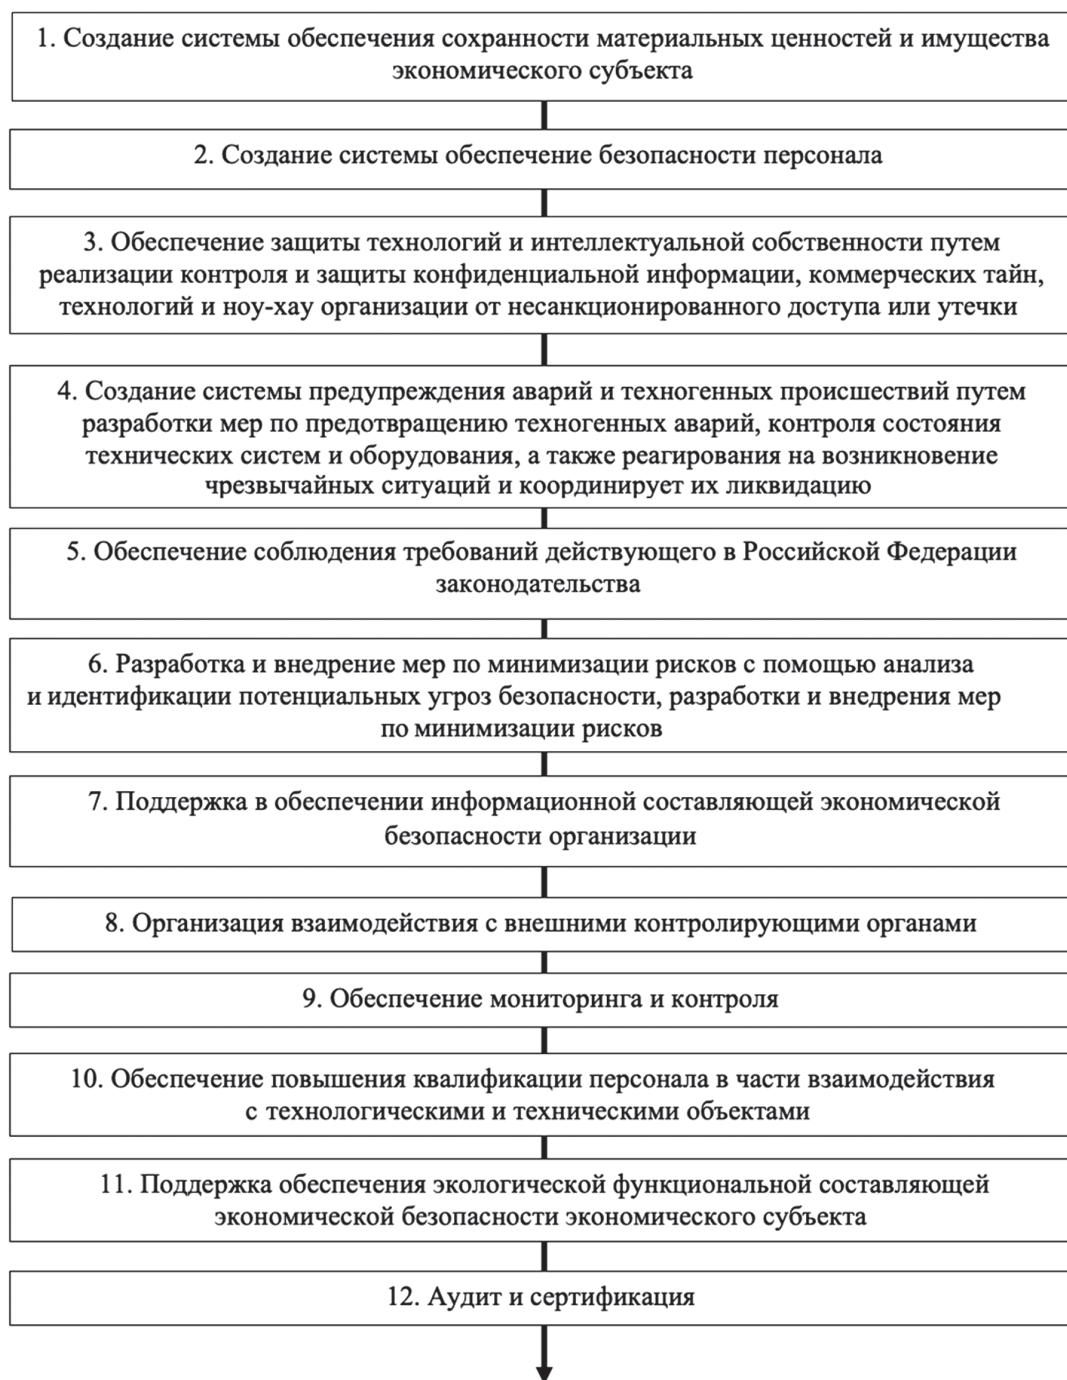 1. Создание системы обеспечения сохранности материальных ценностей и имущества
экономического субъекта
2. Создание системы обеспечение безопасности персонала
3. Обеспечение защиты технологий и интеллектуальной собственности путем
реализации контроля и защиты конфиденциальной информации, коммерческих тайн,
технологий и ноу-хау организации от несанкционированного доступа или утечки
4. Создание системы предупреждения аварий и техногенных происшествий путем
разработки мер по предотвращению техногенных аварий, контроля состояния
технических систем и оборудования, а также реагирования на возникновение
чрезвычайных ситуаций и координирует их ликвидацию
5. Обеспечение соблюдения требований действующего в Российской Федерации
законодательства
6. Разработка и внедрение мер по минимизации рисков с помощью анализа
и идентификации потенциальных угроз безопасности, разработки и внедрения мер
по минимизации рисков
7. Поддержка в обеспечении информационной составляющей экономической
безопасности организации
8. Организация взаимодействия с внешними контролирующими органами
9. Обеспечение мониторинга и контроля
10. Обеспечение повышения квалификации персонала в части взаимодействия
с технологическими и техническими объектами
11. Поддержка обеспечения экологической функциональной составляющей
экономической безопасности экономического субъекта
12. Аудит и сертификация